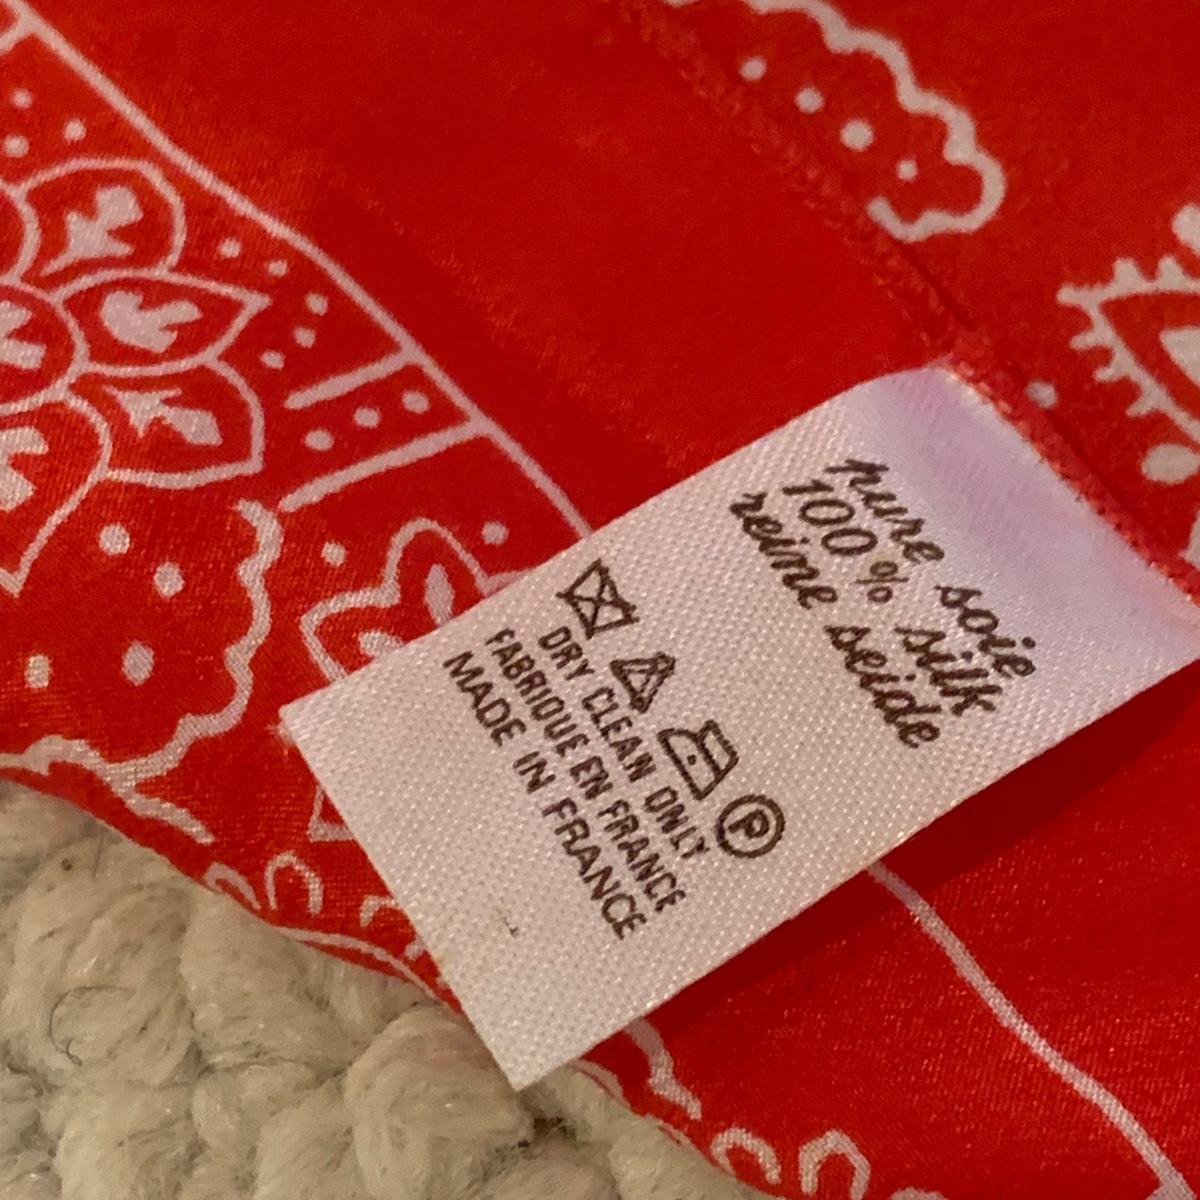 pure soie
100% silk
reine seide
P
DRY CLEAN ONLY
FABRIQUE EN FRANCE
MADE IN FRANCE